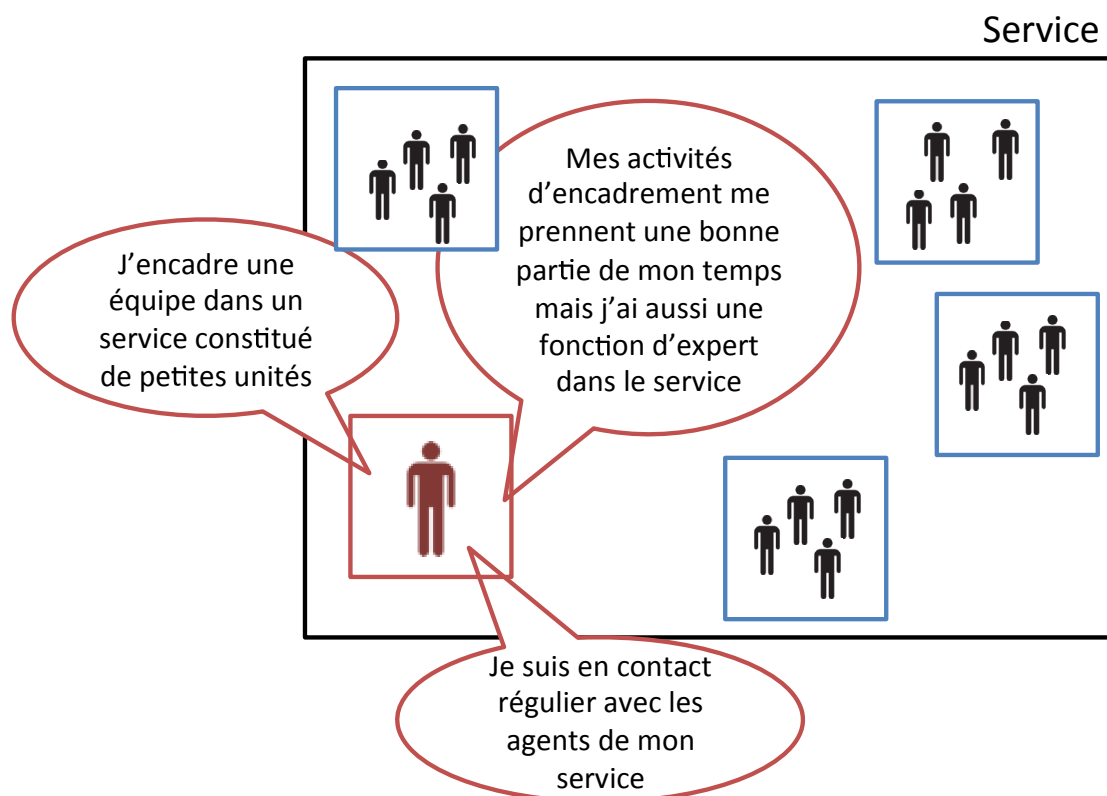 Service
Mes activités
d’encadrement me
prennent une bonne
partie de mon temps
mais j’ai aussi une
fonction d’expert
dans le service
J’encadre une
équipe dans un
service constitué
de petites unités
Je suis en contact
régulier avec les
agents de mon
service